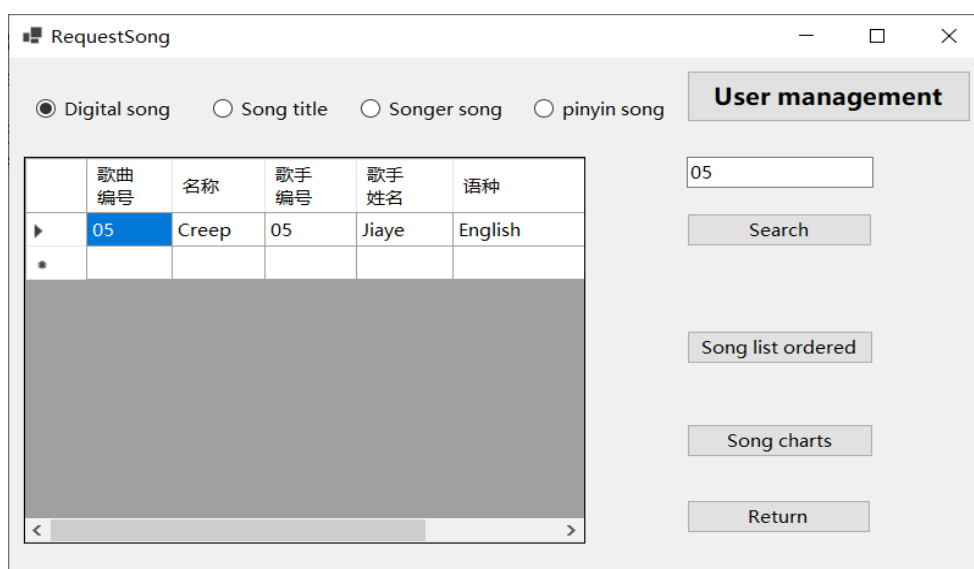 RequestSong
User management
Digital song Song title Songer song pinyin song
歌曲编号 名称 歌手编号 歌手姓名 语种
05 Creep 05 Jiaye English
05
Search
Song list ordered
Song charts
Return